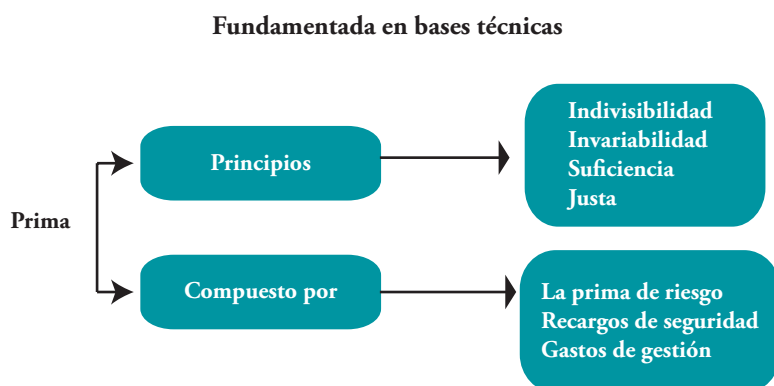 Fundamentada en bases técnicas
Prima
Principios
Indivisibilidad
Invariabilidad
Suficiencia
Justa
Compuesto por
La prima de riesgo
Recargos de seguridad
Gastos de gestión